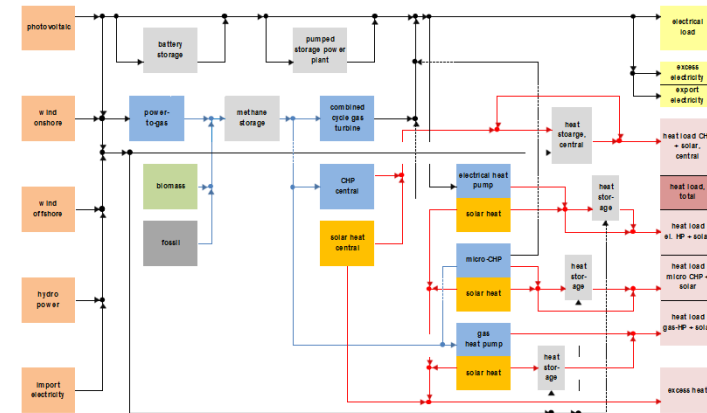 photovoltaic
battery
storage
pumped
storage power
plant
electrical
load
excess
electricity
export
electricity
wind
onshore
power-
to-gas
methane
storage
combined
cycle gas
turbine
heat
stoarge,
central
heat load CH
+ solar,
central
biomass
CHP
central
electrical heat
pump
heat
stor-
age
heat load,
total
wind
offshore
fossil
solar heat
central
solar heat
heat load
el. HP + sola
micro-CHP
heat
stor-
age
heat load
micro CHP +
solar
hydro
power
solar heat
gas
heat pump
heat load
gas-HP + sola
import
electricity
solar heat
heat
stor-
age
excess heat